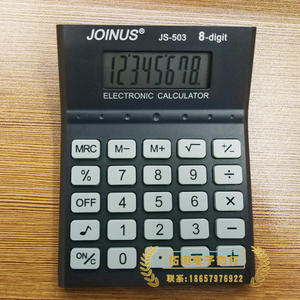 JOINUS® JS-503 8-digit
12345678.
ELECTRONIC CALCULATOR
MRC M− M+ √ +/−
% 7 8 9 ÷
OFF 4 5 6 ×
♪ 1 2 3 −
ON/C 0 +
联系:18657976922